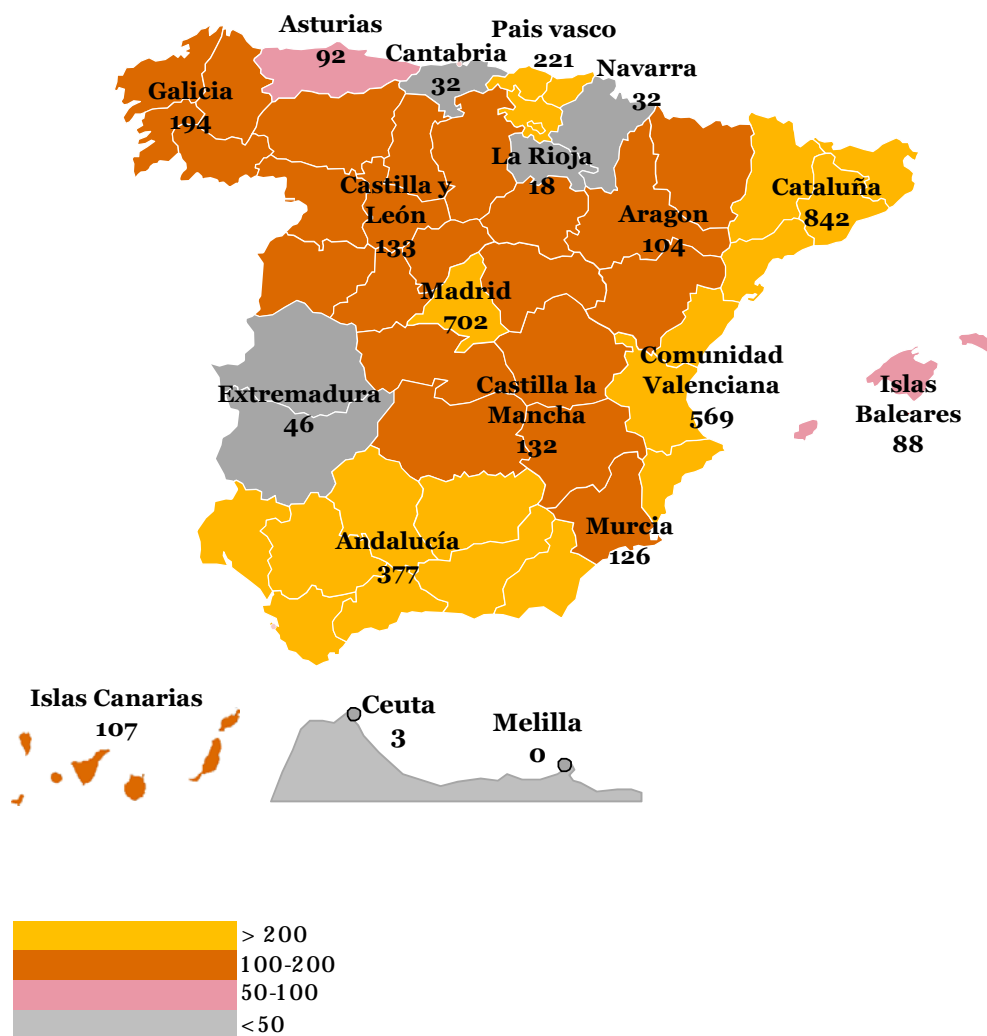 Asturias
92
Cantabria
32
Pais vasco
221
Navarra
32
Galicia
194
La Rioja
18
Castilla y
León
133
Aragon
104
Cataluña
842
Madrid
702
Extremadura
46
Castilla la
Mancha
132
Comunidad
Valenciana
569
Islas
Baleares
88
Andalucía
377
Murcia
126
Islas Canarias
107
Ceuta
3
Melilla
0
> 200
100-200
50-100
<50